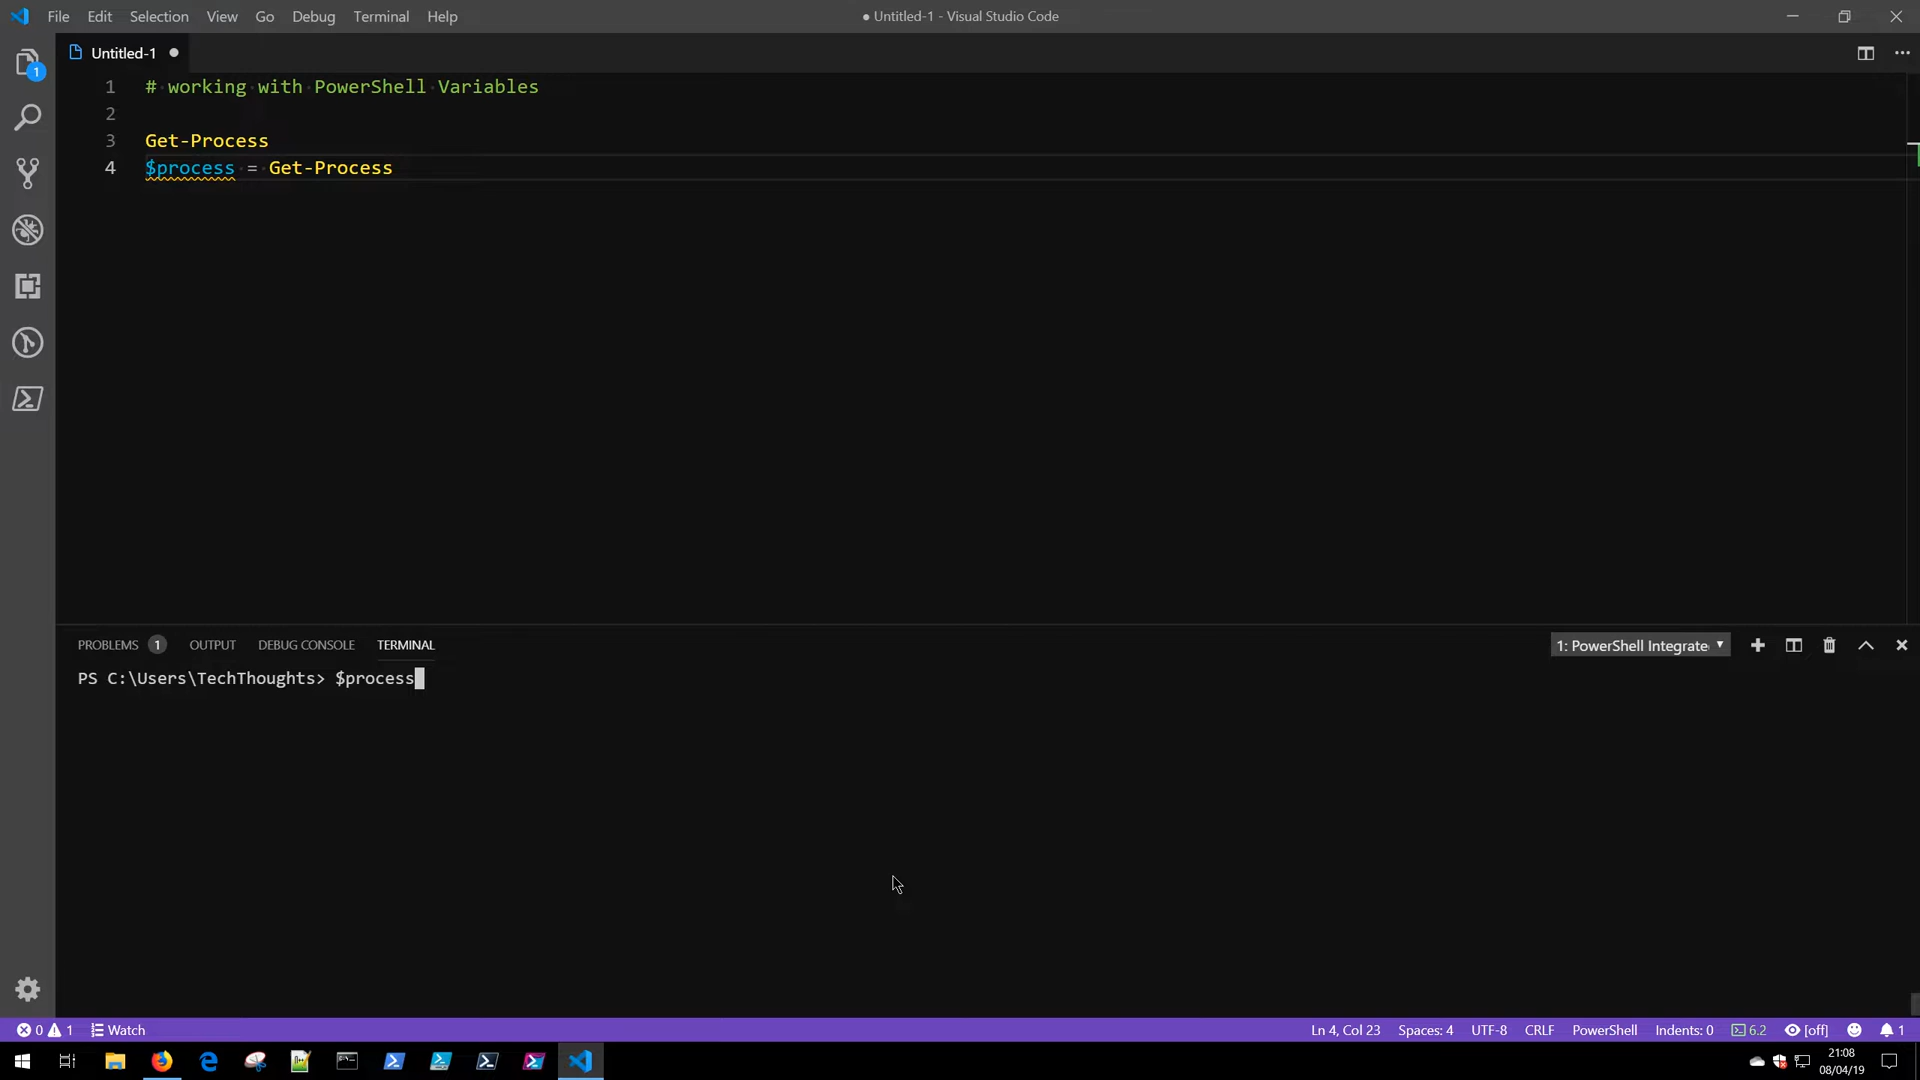 File Edit Selection View Go Debug Terminal Help
● Untitled-1 - Visual Studio Code
Untitled-1
1 # working with PowerShell Variables
2
3 Get-Process
4 $process = Get-Process
PROBLEMS 1 OUTPUT DEBUG CONSOLE TERMINAL
1: PowerShell Integrate
PS C:\Users\TechThoughts> $process
0 1 Watch
Ln 4, Col 23 Spaces: 4 UTF-8 CRLF PowerShell Indents: 0 6.2 [off] 1
21:08
08/04/19
1